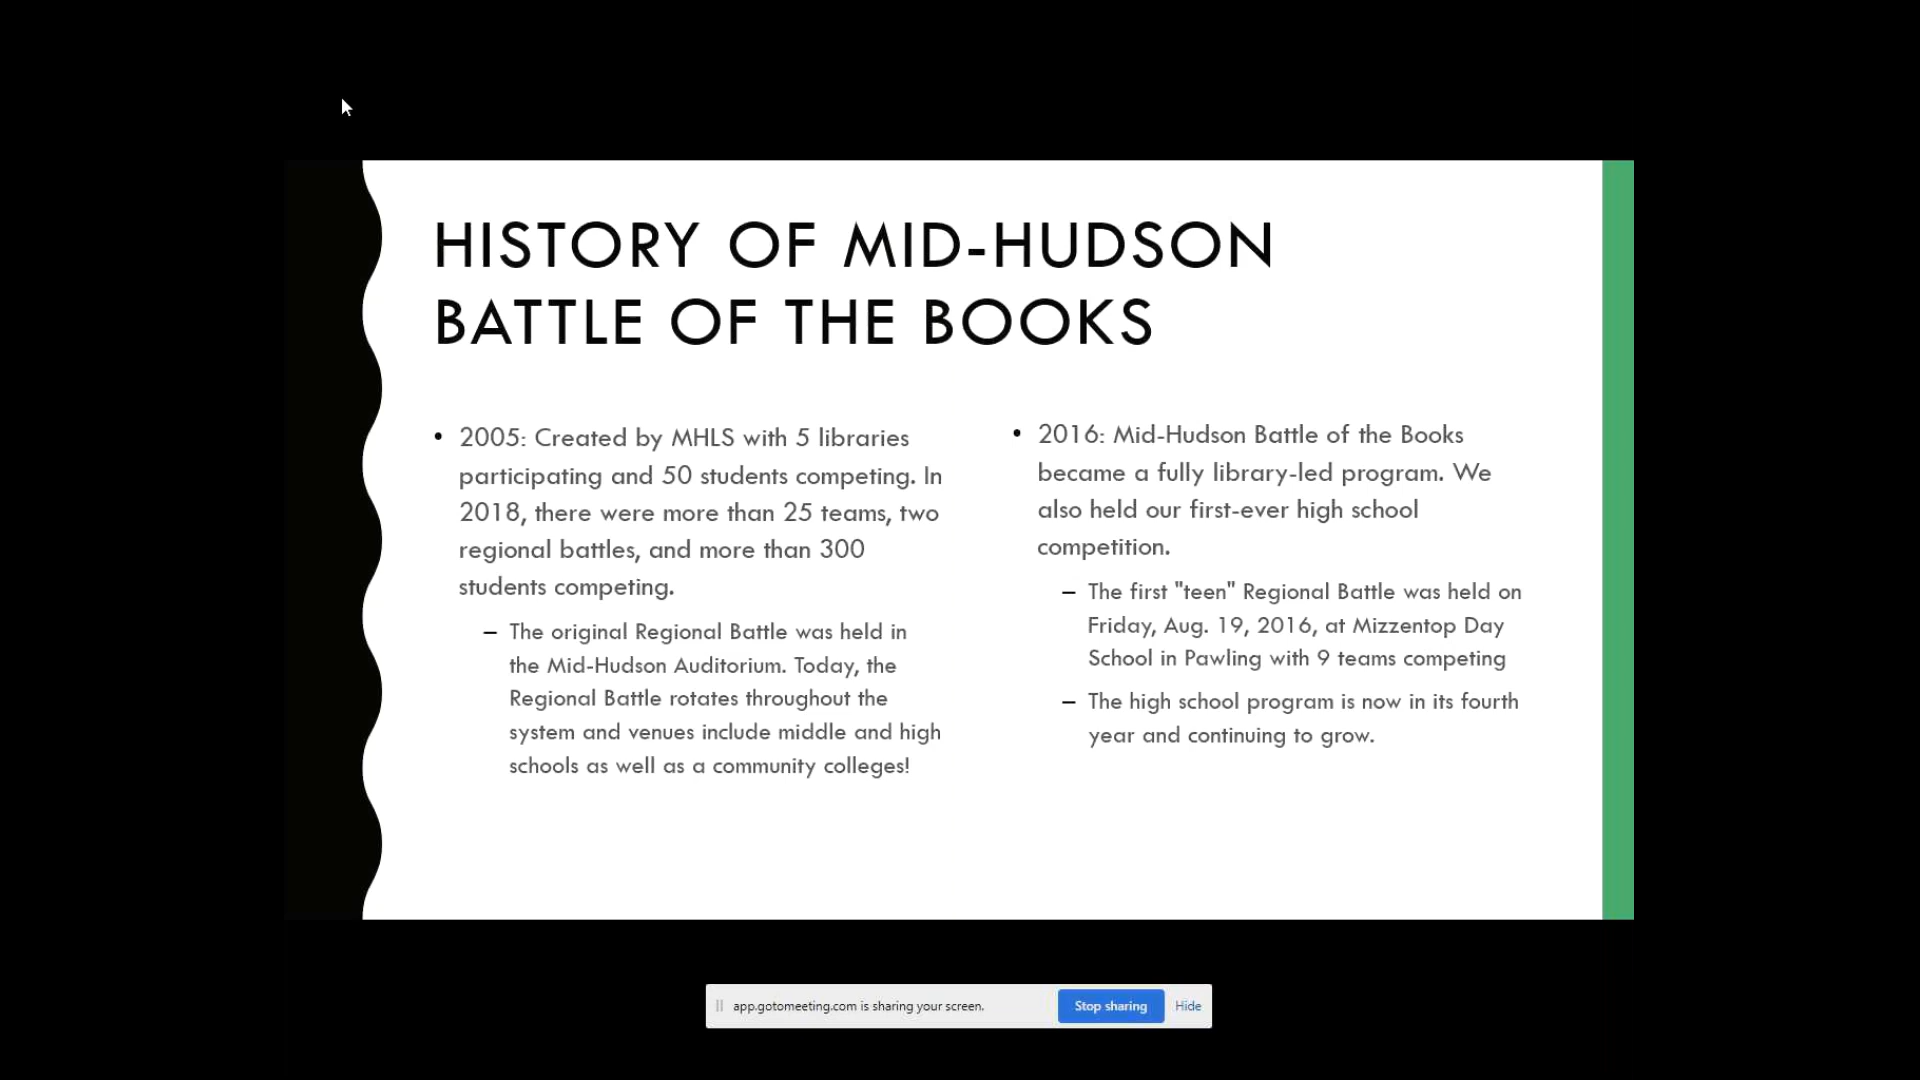 HISTORY OF MID-HUDSON
BATTLE OF THE BOOKS
• 2005: Created by MHLS with 5 libraries
participating and 50 students competing. In
2018, there were more than 25 teams, two
regional battles, and more than 300
students competing.
– The original Regional Battle was held in
the Mid-Hudson Auditorium. Today, the
Regional Battle rotates throughout the
system and venues include middle and high
schools as well as a community colleges!
• 2016: Mid-Hudson Battle of the Books
became a fully library-led program. We
also held our first-ever high school
competition.
– The first "teen" Regional Battle was held on
Friday, Aug. 19, 2016, at Mizzentop Day
School in Pawling with 9 teams competing
– The high school program is now in its fourth
year and continuing to grow.
app.gotomeeting.com is sharing your screen. Stop sharing Hide